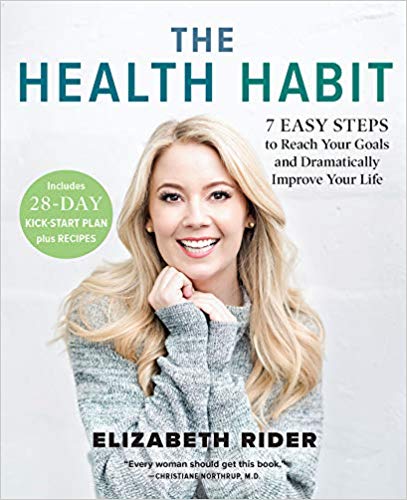 THE
HEALTH HABIT
7 EASY STEPS
to Reach Your Goals
and Dramatically
Improve Your Life
Includes
28-DAY
KICK-START PLAN
plus RECIPES
ELIZABETH RIDER
"Every woman should get this book."
—CHRISTIANE NORTHRUP, M.D.